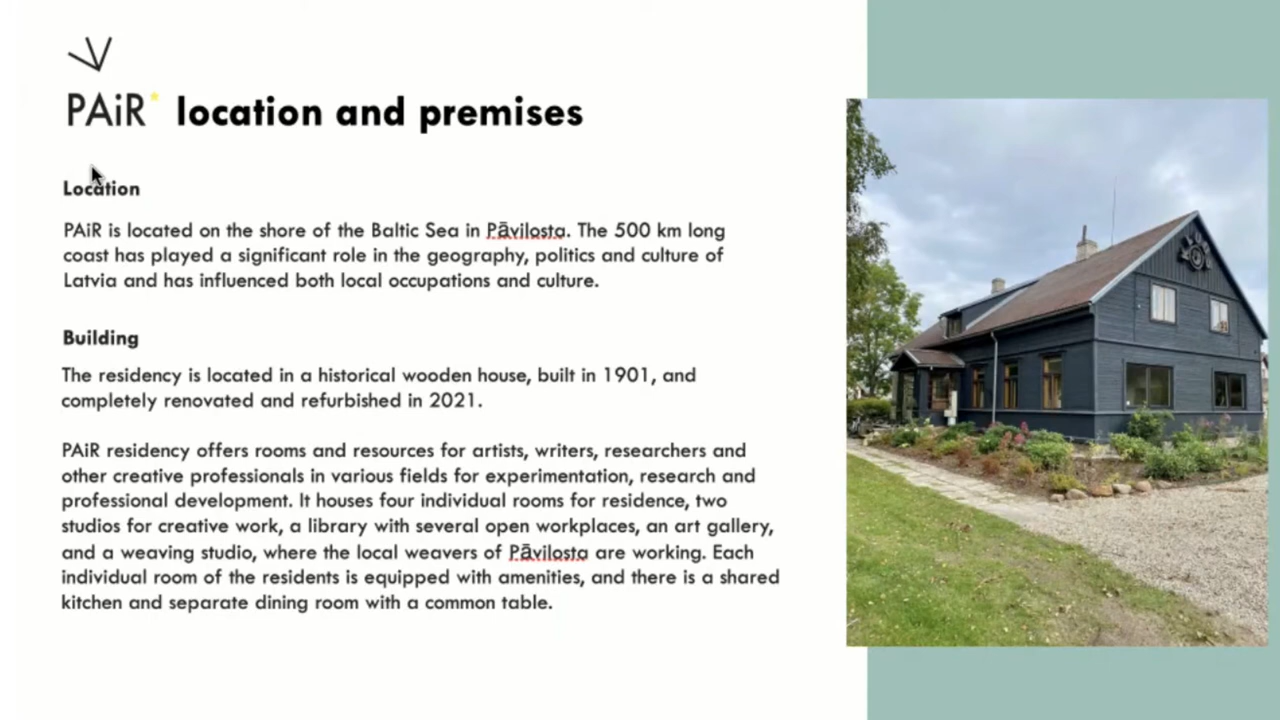 PAiR* location and premises
Location
PAiR is located on the shore of the Baltic Sea in Pāvilosta. The 500 km long
coast has played a significant role in the geography, politics and culture of
Latvia and has influenced both local occupations and culture.
Building
The residency is located in a historical wooden house, built in 1901, and
completely renovated and refurbished in 2021.
PAiR residency offers rooms and resources for artists, writers, researchers and
other creative professionals in various fields for experimentation, research and
professional development. It houses four individual rooms for residence, two
studios for creative work, a library with several open workplaces, an art gallery,
and a weaving studio, where the local weavers of Pāvilosta are working. Each
individual room of the residents is equipped with amenities, and there is a shared
kitchen and separate dining room with a common table.